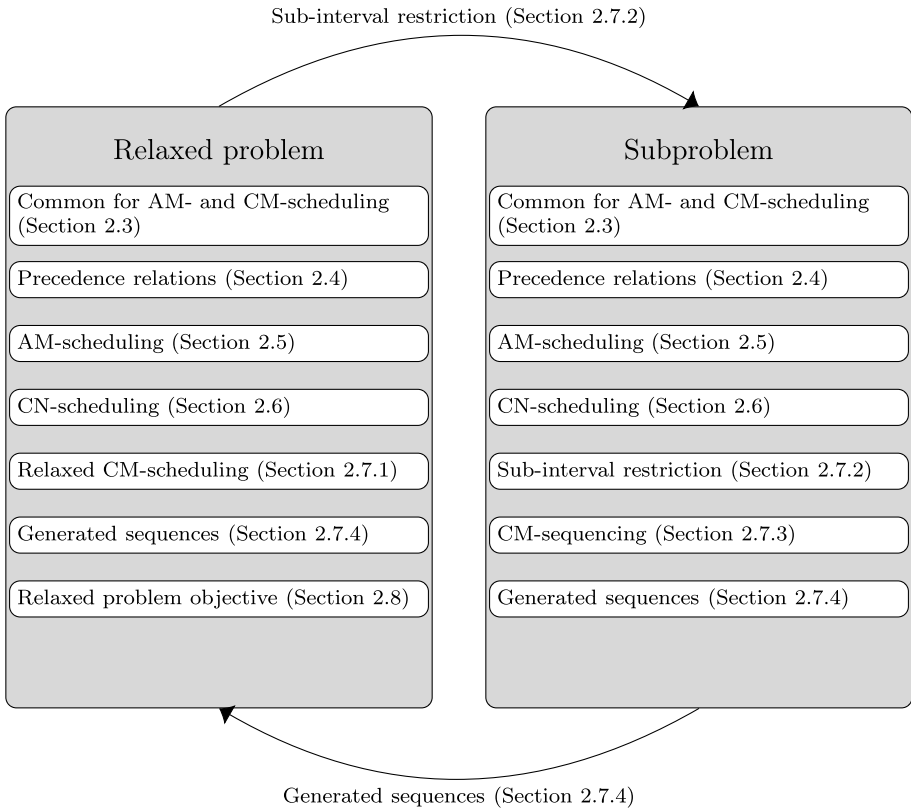 Sub-interval restriction (Section 2.7.2)
Relaxed problem
Common for AM- and CM-scheduling
(Section 2.3)
Precedence relations (Section 2.4)
AM-scheduling (Section 2.5)
CN-scheduling (Section 2.6)
Relaxed CM-scheduling (Section 2.7.1)
Generated sequences (Section 2.7.4)
Relaxed problem objective (Section 2.8)
Subproblem
Common for AM- and CM-scheduling
(Section 2.3)
Precedence relations (Section 2.4)
AM-scheduling (Section 2.5)
CN-scheduling (Section 2.6)
Sub-interval restriction (Section 2.7.2)
CM-sequencing (Section 2.7.3)
Generated sequences (Section 2.7.4)
Generated sequences (Section 2.7.4)